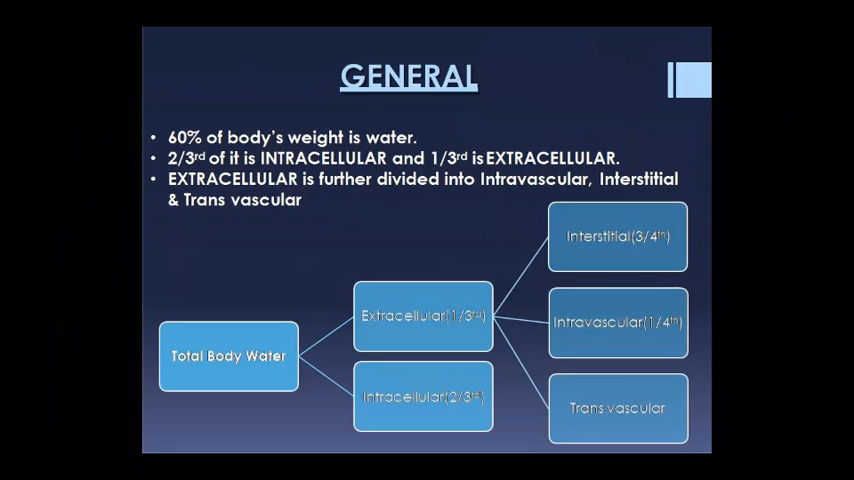 GENERAL
• 60% of body's weight is water.
• 2/3rd of it is INTRACELLULAR and 1/3rd is EXTRACELLULAR.
• EXTRACELLULAR is further divided into Intravascular, Interstitial
& Trans vascular
Interstitial(3/4th)
Extracellular(1/3rd)
Intravascular(1/4th)
Total Body Water
Intracellular(2/3rd)
Trans vascular